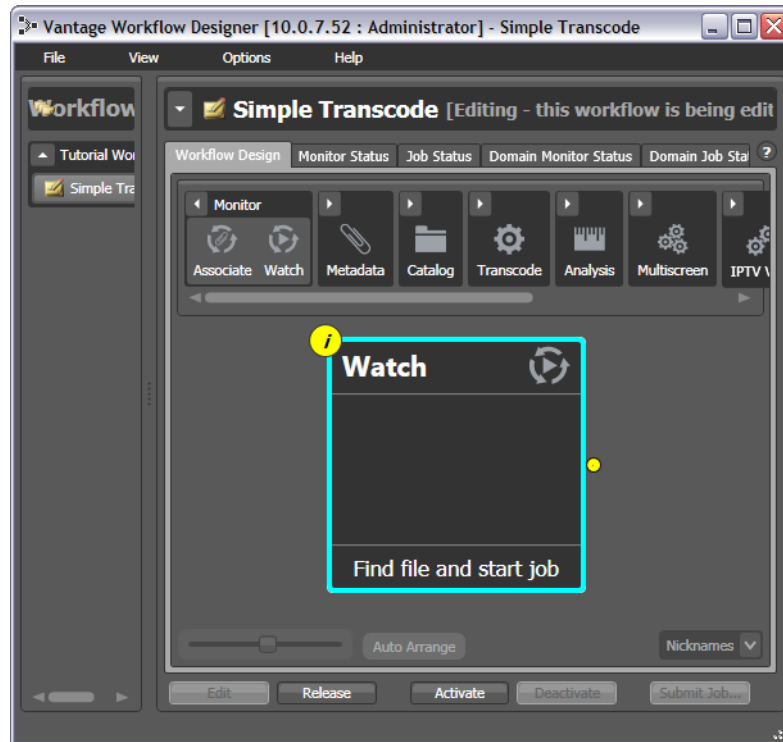 Vantage Workflow Designer [10.0.7.52 : Administrator] - Simple Transcode
File View Options Help
Workflow
Simple Transcode [Editing - this workflow is being edit
Tutorial Wor
Simple Tra
Workflow Design Monitor Status Job Status Domain Monitor Status Domain Job Sta ?
Monitor
Associate Watch Metadata Catalog Transcode Analysis Multiscreen IPTV V
i
Watch
Find file and start job
Auto Arrange Nicknames
Edit Release Activate Deactivate Submit Job...